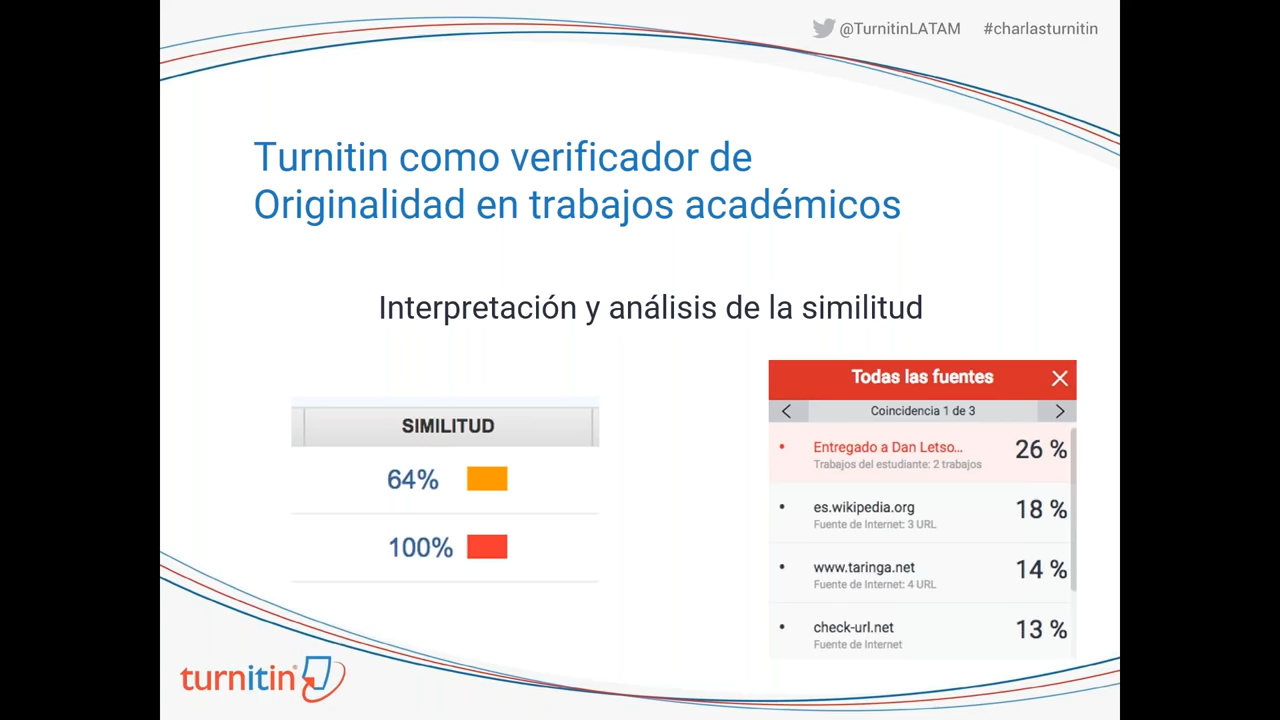 @TurnitinLATAM #charlasturnitin
Turnitin como verificador de
Originalidad en trabajos académicos
Interpretación y análisis de la similitud
SIMILITUD
64%
100%
Todas las fuentes
Coincidencia 1 de 3
Entregado a Dan Letso... 26 %
Trabajos del estudiante: 2 trabajos
es.wikipedia.org 18 %
Fuente de Internet: 3 URL
www.taringa.net 14 %
Fuente de Internet: 4 URL
check-url.net 13 %
Fuente de Internet
turnitin®